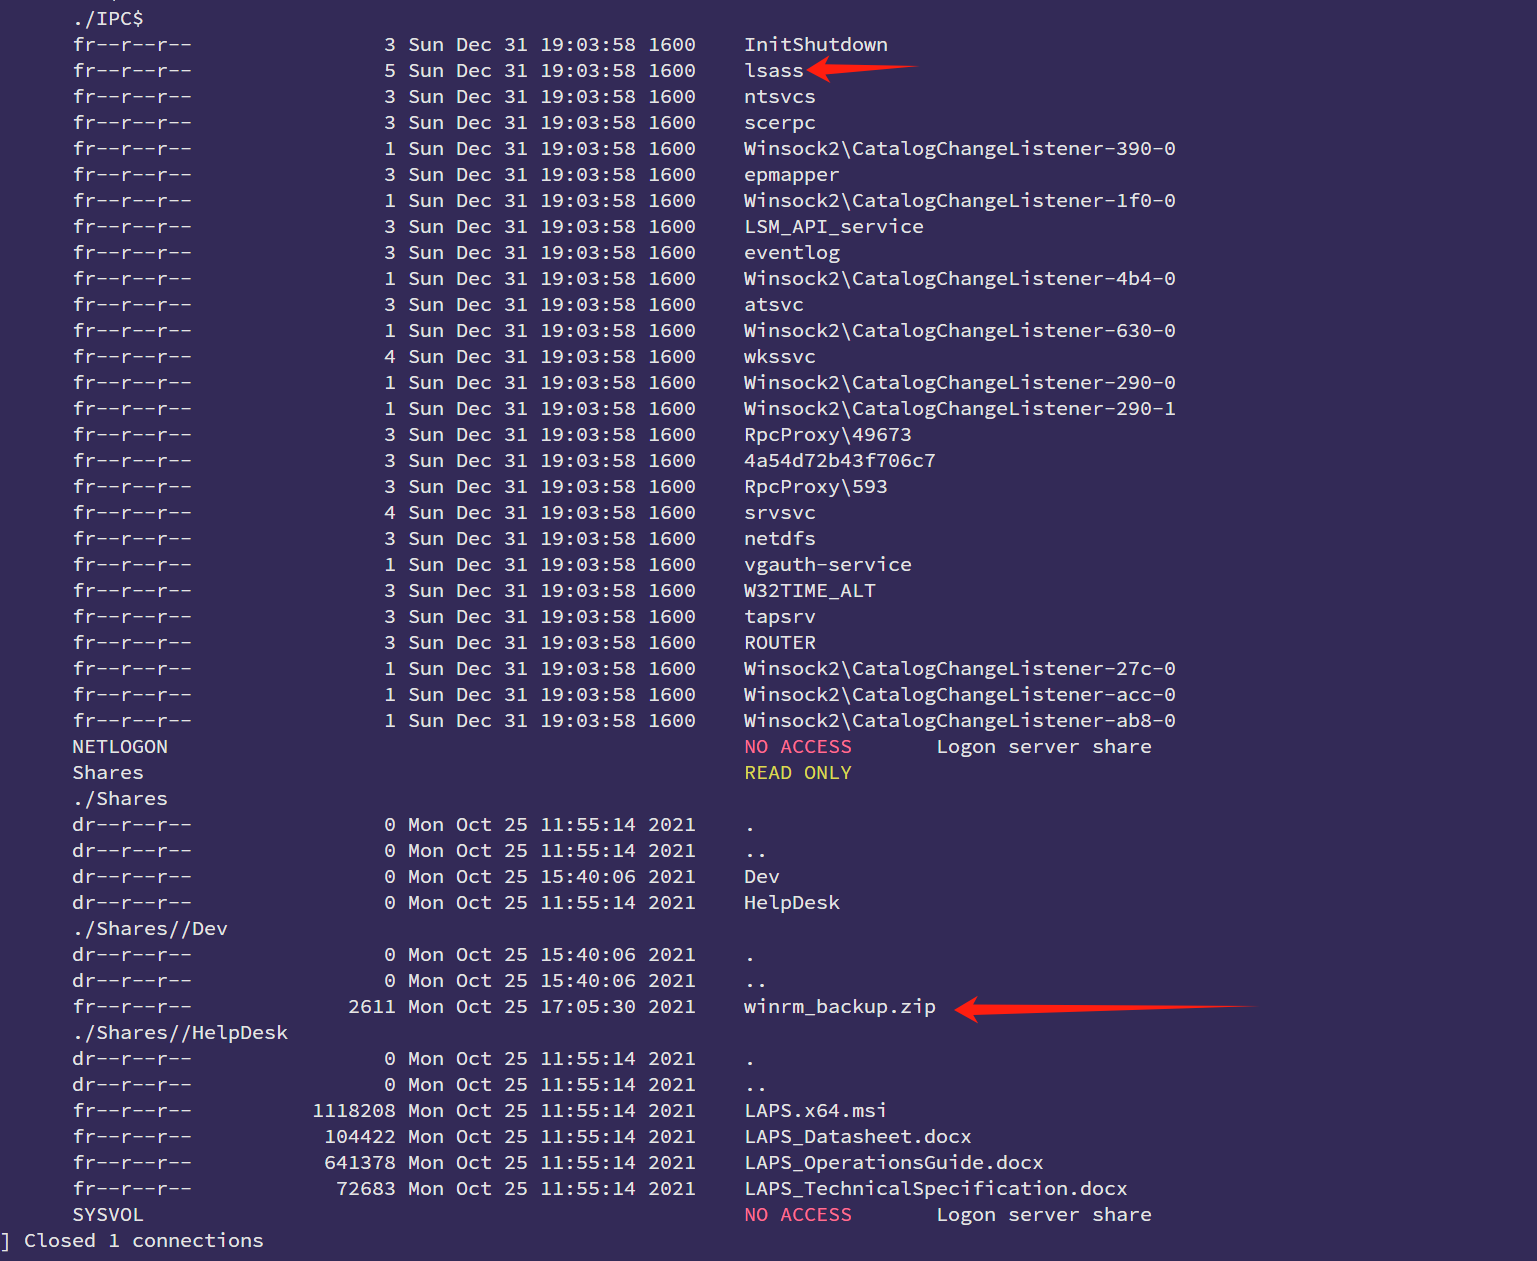 ./IPC$
fr--r--r-- 3 Sun Dec 31 19:03:58 1600 InitShutdown
fr--r--r-- 5 Sun Dec 31 19:03:58 1600 lsass
fr--r--r-- 3 Sun Dec 31 19:03:58 1600 ntsvcs
fr--r--r-- 3 Sun Dec 31 19:03:58 1600 scerpc
fr--r--r-- 1 Sun Dec 31 19:03:58 1600 Winsock2\CatalogChangeListener-390-0
fr--r--r-- 3 Sun Dec 31 19:03:58 1600 epmapper
fr--r--r-- 1 Sun Dec 31 19:03:58 1600 Winsock2\CatalogChangeListener-1f0-0
fr--r--r-- 3 Sun Dec 31 19:03:58 1600 LSM_API_service
fr--r--r-- 3 Sun Dec 31 19:03:58 1600 eventlog
fr--r--r-- 1 Sun Dec 31 19:03:58 1600 Winsock2\CatalogChangeListener-4b4-0
fr--r--r-- 3 Sun Dec 31 19:03:58 1600 atsvc
fr--r--r-- 1 Sun Dec 31 19:03:58 1600 Winsock2\CatalogChangeListener-630-0
fr--r--r-- 4 Sun Dec 31 19:03:58 1600 wkssvc
fr--r--r-- 1 Sun Dec 31 19:03:58 1600 Winsock2\CatalogChangeListener-290-0
fr--r--r-- 1 Sun Dec 31 19:03:58 1600 Winsock2\CatalogChangeListener-290-1
fr--r--r-- 3 Sun Dec 31 19:03:58 1600 RpcProxy\49673
fr--r--r-- 3 Sun Dec 31 19:03:58 1600 4a54d72b43f706c7
fr--r--r-- 3 Sun Dec 31 19:03:58 1600 RpcProxy\593
fr--r--r-- 4 Sun Dec 31 19:03:58 1600 srvsvc
fr--r--r-- 3 Sun Dec 31 19:03:58 1600 netdfs
fr--r--r-- 1 Sun Dec 31 19:03:58 1600 vgauth-service
fr--r--r-- 3 Sun Dec 31 19:03:58 1600 W32TIME_ALT
fr--r--r-- 3 Sun Dec 31 19:03:58 1600 tapsrv
fr--r--r-- 3 Sun Dec 31 19:03:58 1600 ROUTER
fr--r--r-- 1 Sun Dec 31 19:03:58 1600 Winsock2\CatalogChangeListener-27c-0
fr--r--r-- 1 Sun Dec 31 19:03:58 1600 Winsock2\CatalogChangeListener-acc-0
fr--r--r-- 1 Sun Dec 31 19:03:58 1600 Winsock2\CatalogChangeListener-ab8-0
NETLOGON NO ACCESS Logon server share
Shares READ ONLY
./Shares
dr--r--r-- 0 Mon Oct 25 11:55:14 2021 .
dr--r--r-- 0 Mon Oct 25 11:55:14 2021 ..
dr--r--r-- 0 Mon Oct 25 15:40:06 2021 Dev
dr--r--r-- 0 Mon Oct 25 11:55:14 2021 HelpDesk
./Shares//Dev
dr--r--r-- 0 Mon Oct 25 15:40:06 2021 .
dr--r--r-- 0 Mon Oct 25 15:40:06 2021 ..
fr--r--r-- 2611 Mon Oct 25 17:05:30 2021 winrm_backup.zip
./Shares//HelpDesk
dr--r--r-- 0 Mon Oct 25 11:55:14 2021 .
dr--r--r-- 0 Mon Oct 25 11:55:14 2021 ..
fr--r--r-- 1118208 Mon Oct 25 11:55:14 2021 LAPS.x64.msi
fr--r--r-- 104422 Mon Oct 25 11:55:14 2021 LAPS_Datasheet.docx
fr--r--r-- 641378 Mon Oct 25 11:55:14 2021 LAPS_OperationsGuide.docx
fr--r--r-- 72683 Mon Oct 25 11:55:14 2021 LAPS_TechnicalSpecification.docx
SYSVOL NO ACCESS Logon server share
] Closed 1 connections